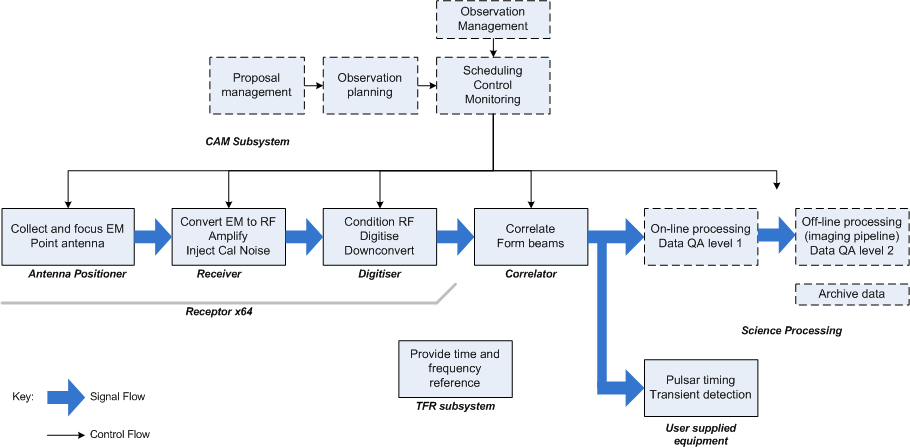 Observation
Management
Proposal
management
Observation
planning
Scheduling
Control
Monitoring
CAM Subsystem
Collect and focus EM
Point antenna
Convert EM to RF
Amplify
Inject Cal Noise
Condition RF
Digitise
Downconvert
Correlate
Form beams
On-line processing
Data QA level 1
Off-line processing
(imaging pipeline)
Data QA level 2
Antenna Positioner
Receiver
Digitiser
Correlator
Archive data
Receptor x64
Science Processing
Provide time and
frequency
reference
TFR subsystem
Pulsar timing
Transient detection
User supplied
equipment
Key:
Signal Flow
Control Flow